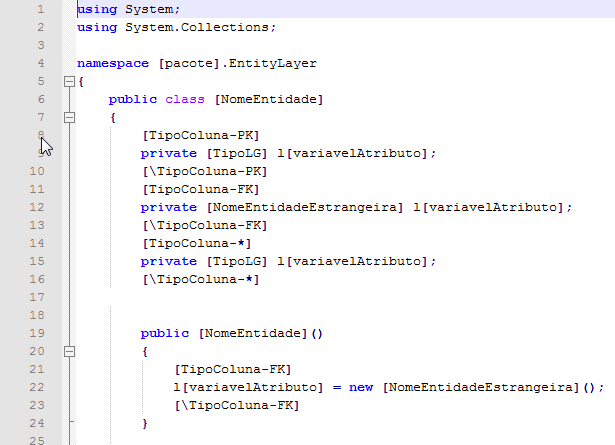 1 using System;
2 using System.Collections;
3
4 namespace [pacote].EntityLayer
5 {
6 public class [NomeEntidade]
7 {
8 [TipoColuna-PK]
9 private [TipoLG] l[variavelAtributo];
10 [\TipoColuna-PK]
11 [TipoColuna-FK]
12 private [NomeEntidadeEstrangeira] l[variavelAtributo];
13 [\TipoColuna-FK]
14 [TipoColuna-*]
15 private [TipoLG] l[variavelAtributo];
16 [\TipoColuna-*]
17
18
19 public [NomeEntidade]()
20 {
21 [TipoColuna-FK]
22 l[variavelAtributo] = new [NomeEntidadeEstrangeira]();
23 [\TipoColuna-FK]
24 }
25